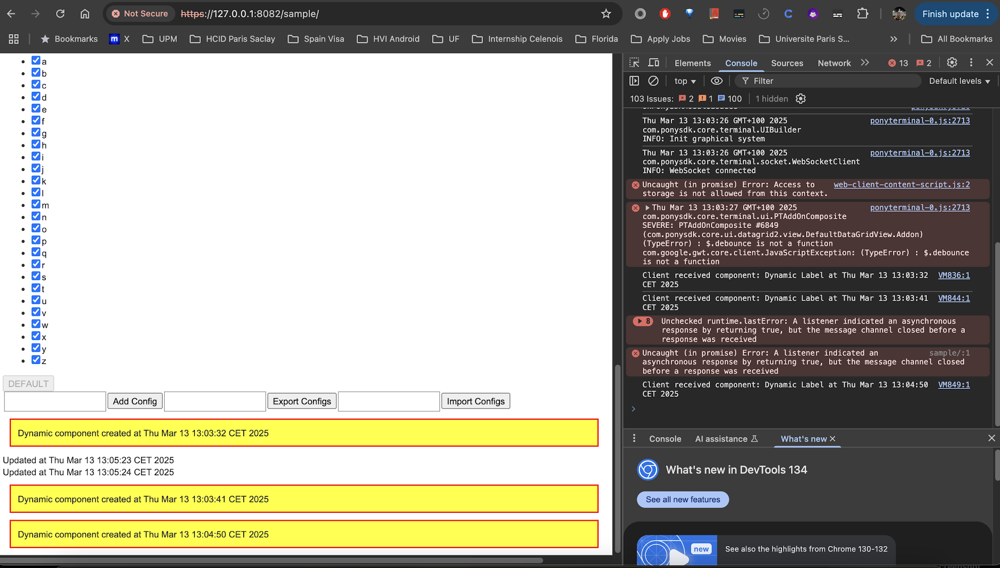 Not Secure https://127.0.0.1:8082/sample/ Finish update
Bookmarks X UPM HCID Paris Saclay Spain Visa HVI Android UF Internship Celenois Florida Apply Jobs Movies Universite Paris S... All Bookmarks
a
b
c
d
e
f
g
h
i
j
k
l
m
n
o
p
q
r
s
t
u
v
w
x
y
z
DEFAULT
Add Config Export Configs Import Configs
Dynamic component created at Thu Mar 13 13:03:32 CET 2025
Updated at Thu Mar 13 13:05:23 CET 2025
Updated at Thu Mar 13 13:05:24 CET 2025
Dynamic component created at Thu Mar 13 13:03:41 CET 2025
Dynamic component created at Thu Mar 13 13:04:50 CET 2025
Elements Console Sources Network 13 2
top Filter Default levels
103 Issues: 2 1 100 1 hidden
Thu Mar 13 13:03:26 GMT+100 2025 ponyterminal-0.js:2713
com.ponysdk.core.terminal.UIBuilder
INFO: Init graphical system
Thu Mar 13 13:03:26 GMT+100 2025 ponyterminal-0.js:2713
com.ponysdk.core.terminal.socket.WebSocketClient
INFO: WebSocket connected
Uncaught (in promise) Error: Access to web-client-content-script.js:2
storage is not allowed from this context.
Thu Mar 13 13:03:27 GMT+100 2025 ponyterminal-0.js:2713
com.ponysdk.core.terminal.ui.PTAddOnComposite
SEVERE: PTAddOnComposite #6849
(com.ponysdk.core.ui.datagrid2.view.DefaultDataGridView.Addon)
(TypeError) : $.debounce is not a function
com.google.gwt.core.client.JavaScriptException: (TypeError) : $.debounce
is not a function
Client received component: Dynamic Label at Thu Mar 13 13:03:32 VM836:1
CET 2025
Client received component: Dynamic Label at Thu Mar 13 13:03:41 VM844:1
CET 2025
8 Unchecked runtime.lastError: A listener indicated an asynchronous
response by returning true, but the message channel closed before a
response was received
Uncaught (in promise) Error: A listener indicated an sample/:1
asynchronous response by returning true, but the message channel closed
before a response was received
Client received component: Dynamic Label at Thu Mar 13 13:04:50 VM849:1
CET 2025
Console AI assistance What's new
What's new in DevTools 134
See all new features
new See also the highlights from Chrome 130-132